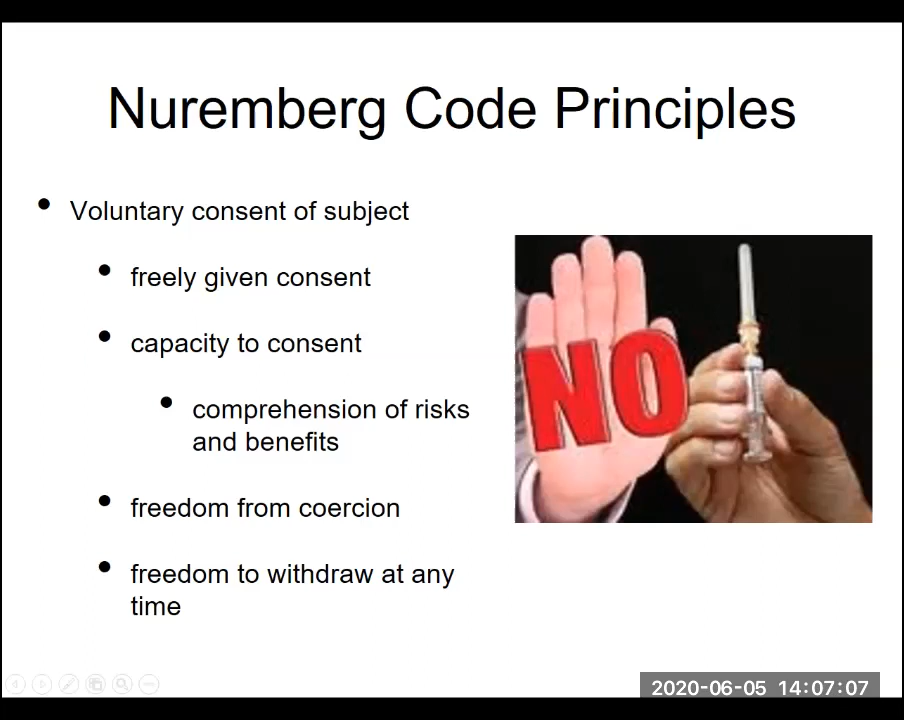 Nuremberg Code Principles
Voluntary consent of subject
freely given consent
capacity to consent
comprehension of risks
and benefits
freedom from coercion
freedom to withdraw at any
time
NO
2020-06-05 14:07:07